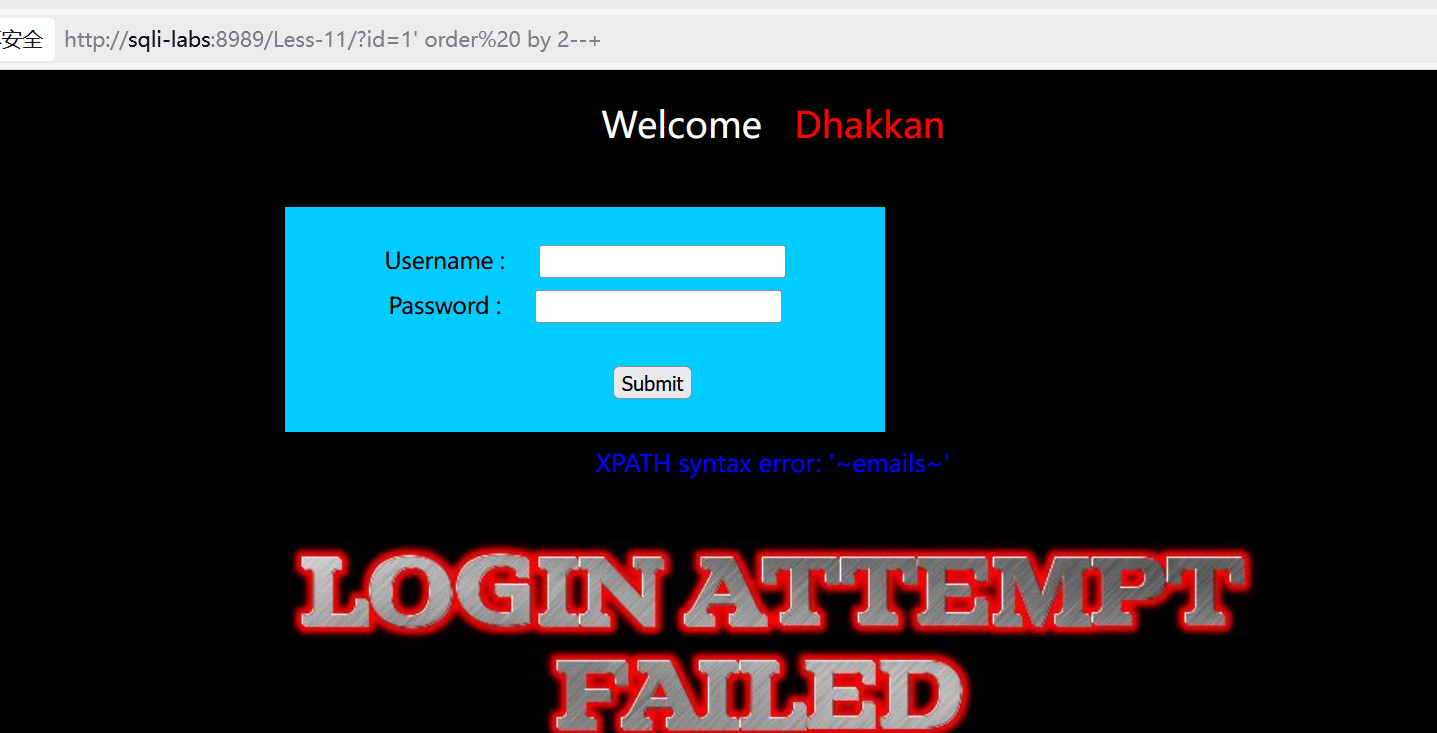 安全 http://sqli-labs:8989/Less-11/?id=1' order%20 by 2--+
Welcome Dhakkan
Username :
Password :
Submit
XPATH syntax error: '~emails~'
LOGIN ATTEMPT
FAILED